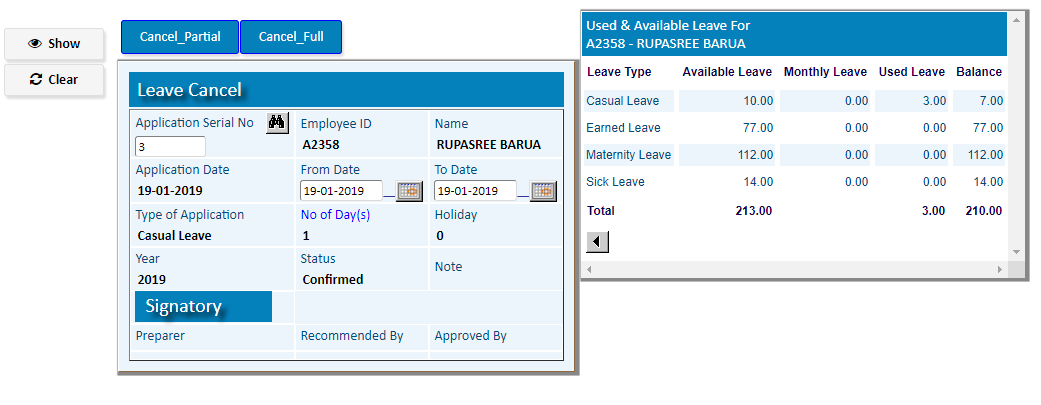 Show
Clear
Cancel_Partial Cancel_Full
Leave Cancel
Application Serial No Employee ID Name
3 A2358 RUPASREE BARUA
Application Date From Date To Date
19-01-2019 19-01-2019 19-01-2019
Type of Application No of Day(s) Holiday
Casual Leave 1 0
Year Status Note
2019 Confirmed
Signatory
Preparer Recommended By Approved By
Used & Available Leave For
A2358 - RUPASREE BARUA
Leave Type Available Leave Monthly Leave Used Leave Balance
Casual Leave 10.00 0.00 3.00 7.00
Earned Leave 77.00 0.00 0.00 77.00
Maternity Leave 112.00 0.00 0.00 112.00
Sick Leave 14.00 0.00 0.00 14.00
Total 213.00 3.00 210.00